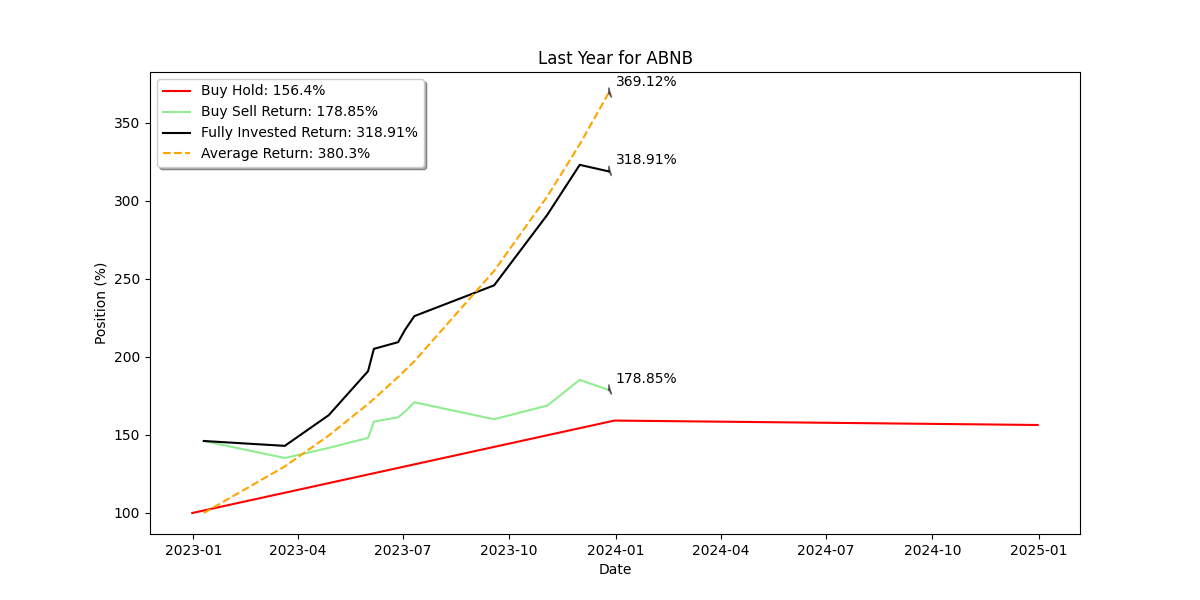 Last Year for ABNB
Buy Hold: 156.4%
Buy Sell Return: 178.85%
Fully Invested Return: 318.91%
Average Return: 380.3%
369.12%
318.91%
178.85%
Position (%)
350
300
250
200
150
100
2023-01 2023-04 2023-07 2023-10 2024-01 2024-04 2024-07 2024-10 2025-01
Date